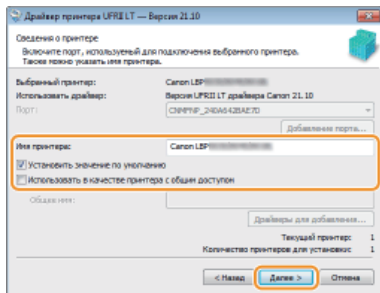 Драйвер принтера UFRII LT — Версия 21.10
Сведения о принтере
Включите порт, используемый для подключения выбранного принтера.
Также можно указать имя принтера.
Выбранный принтер: Canon LBP
Использовать драйвер: Версия UFRII LT драйвера Canon 21.10
Порт: CNMFNP_240A642BAE7D
Добавление порта...
Имя принтера: Canon LBP
Установить значение по умолчанию
Использовать в качестве принтера с общим доступом
Общее имя:
Драйверы для добавления...
Текущий принтер: 1
Количество принтеров для установки: 1
< Назад Далее > Отмена